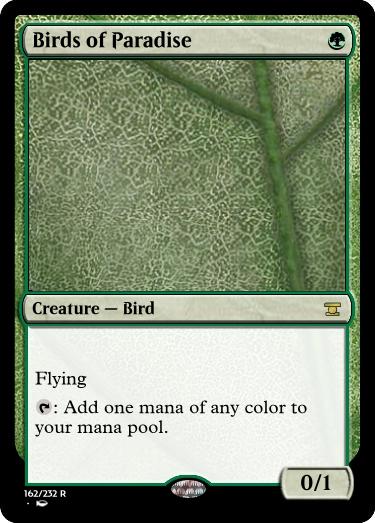 Birds of Paradise
Creature — Bird
Flying
: Add one mana of any color to
your mana pool.
0/1
162/232 R